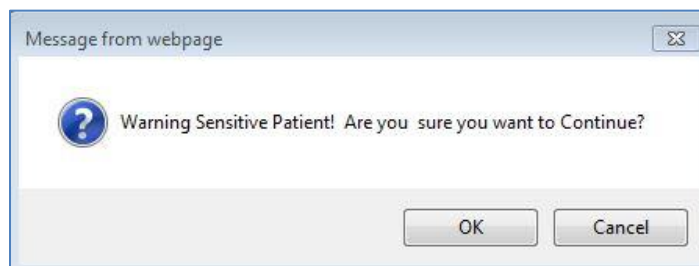 Message from webpage
Warning Sensitive Patient!  Are you  sure you want to Continue?
OK
Cancel